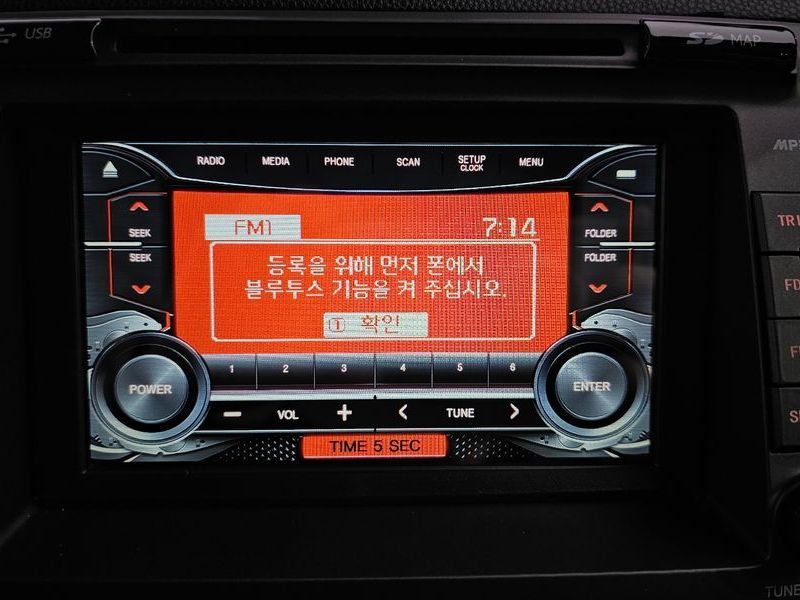 USB
MAP
RADIO MEDIA PHONE SCAN SETUP MENU
CLOCK
SEEK
SEEK
FOLDER
FOLDER
FM1 7:14
등록을 위해 먼저 폰에서
블루투스 기능을 켜 주십시오.
1 확인
1 2 3 4 5 6
POWER
ENTER
− VOL + < TUNE >
TIME 5 SEC
TUNE